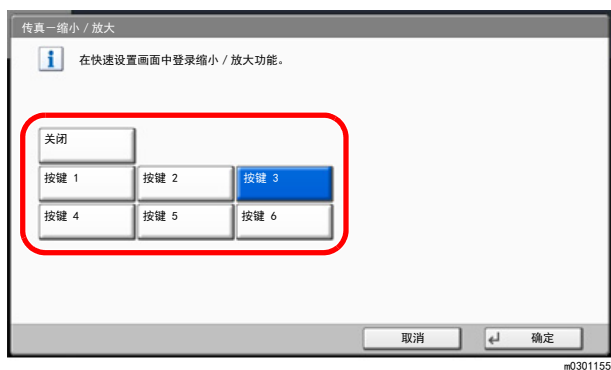 传真－缩小 / 放大
在快速设置画面中登录缩小 / 放大功能。
关闭
按键 1 按键 2 按键 3
按键 4 按键 5 按键 6
取消 确定
m0301155